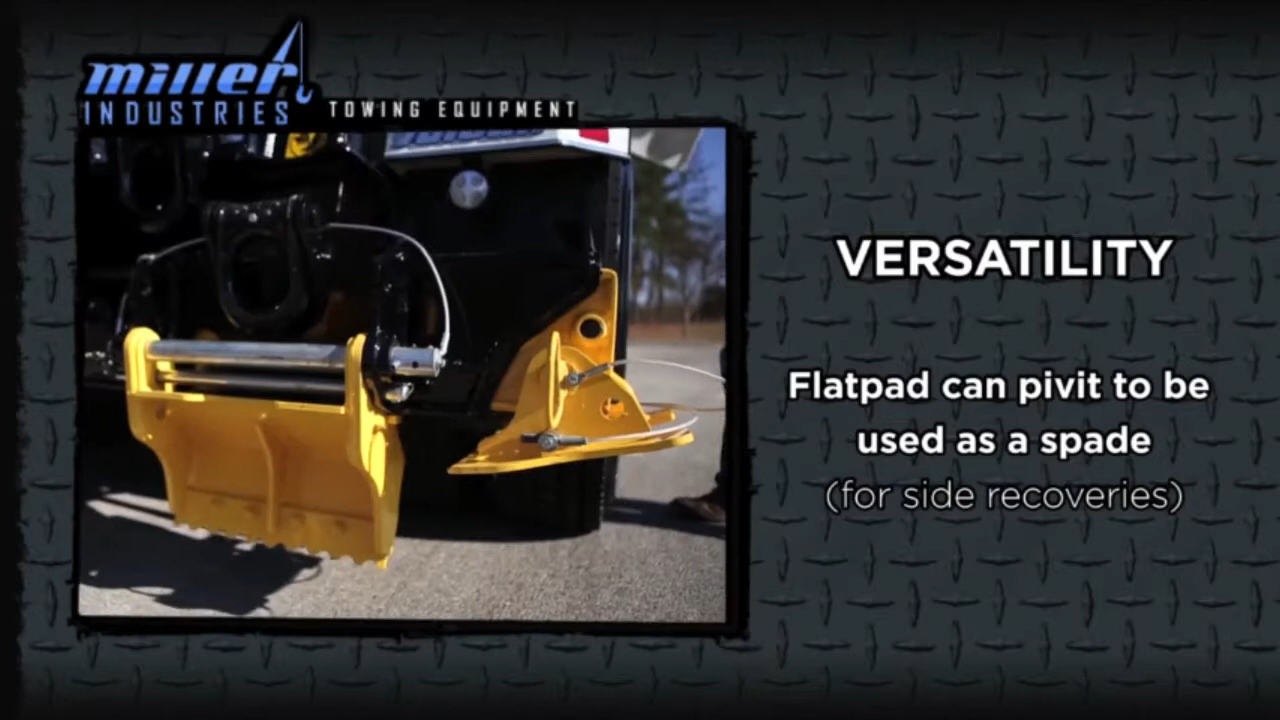 miller
INDUSTRIES
TOWING EQUIPMENT
VERSATILITY
Flatpad can pivit to be
used as a spade
(for side recoveries)